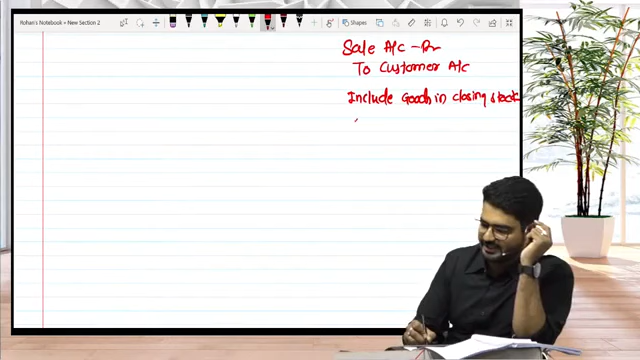 Rohan's Notebook • New Section 2
Shapes
Sale A/c - Dr
To Customer A/c
Include Goods in closing stock